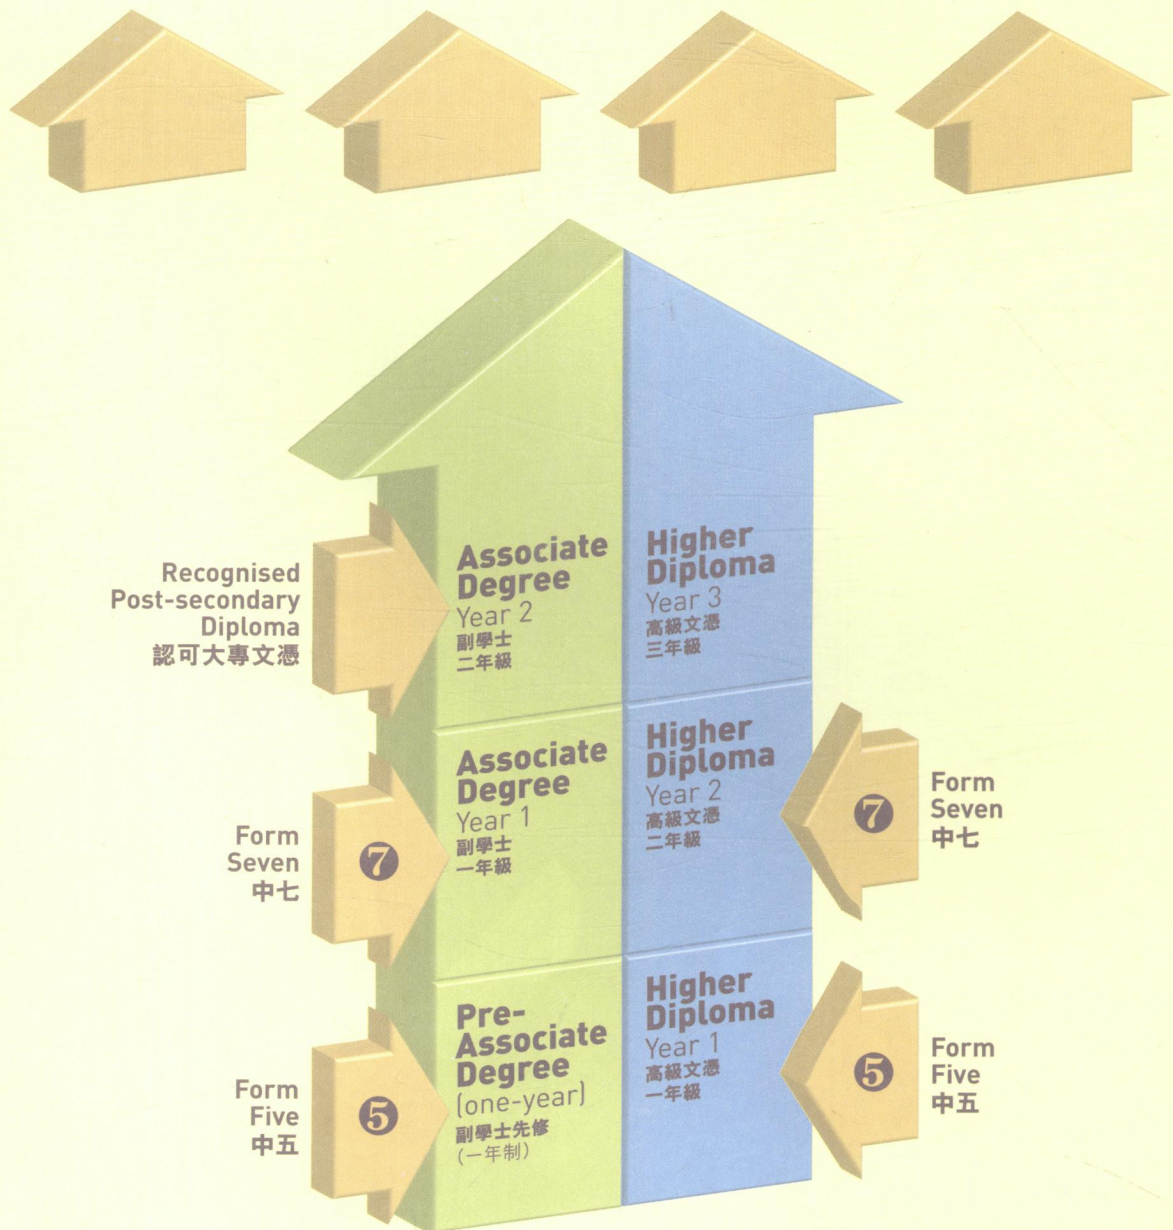 Recognised
Post-secondary
Diploma
認可大專文憑
Associate
Degree
Year 2
副學士
二年級
Higher
Diploma
Year 3
高級文憑
三年級
Form
Seven
中七
7
Associate
Degree
Year 1
副學士
一年級
Higher
Diploma
Year 2
高級文憑
二年級
7
Form
Seven
中七
Form
Five
中五
5
Pre-
Associate
Degree
(one-year)
副學士先修
(一年制)
Higher
Diploma
Year 1
高級文憑
一年級
5
Form
Five
中五